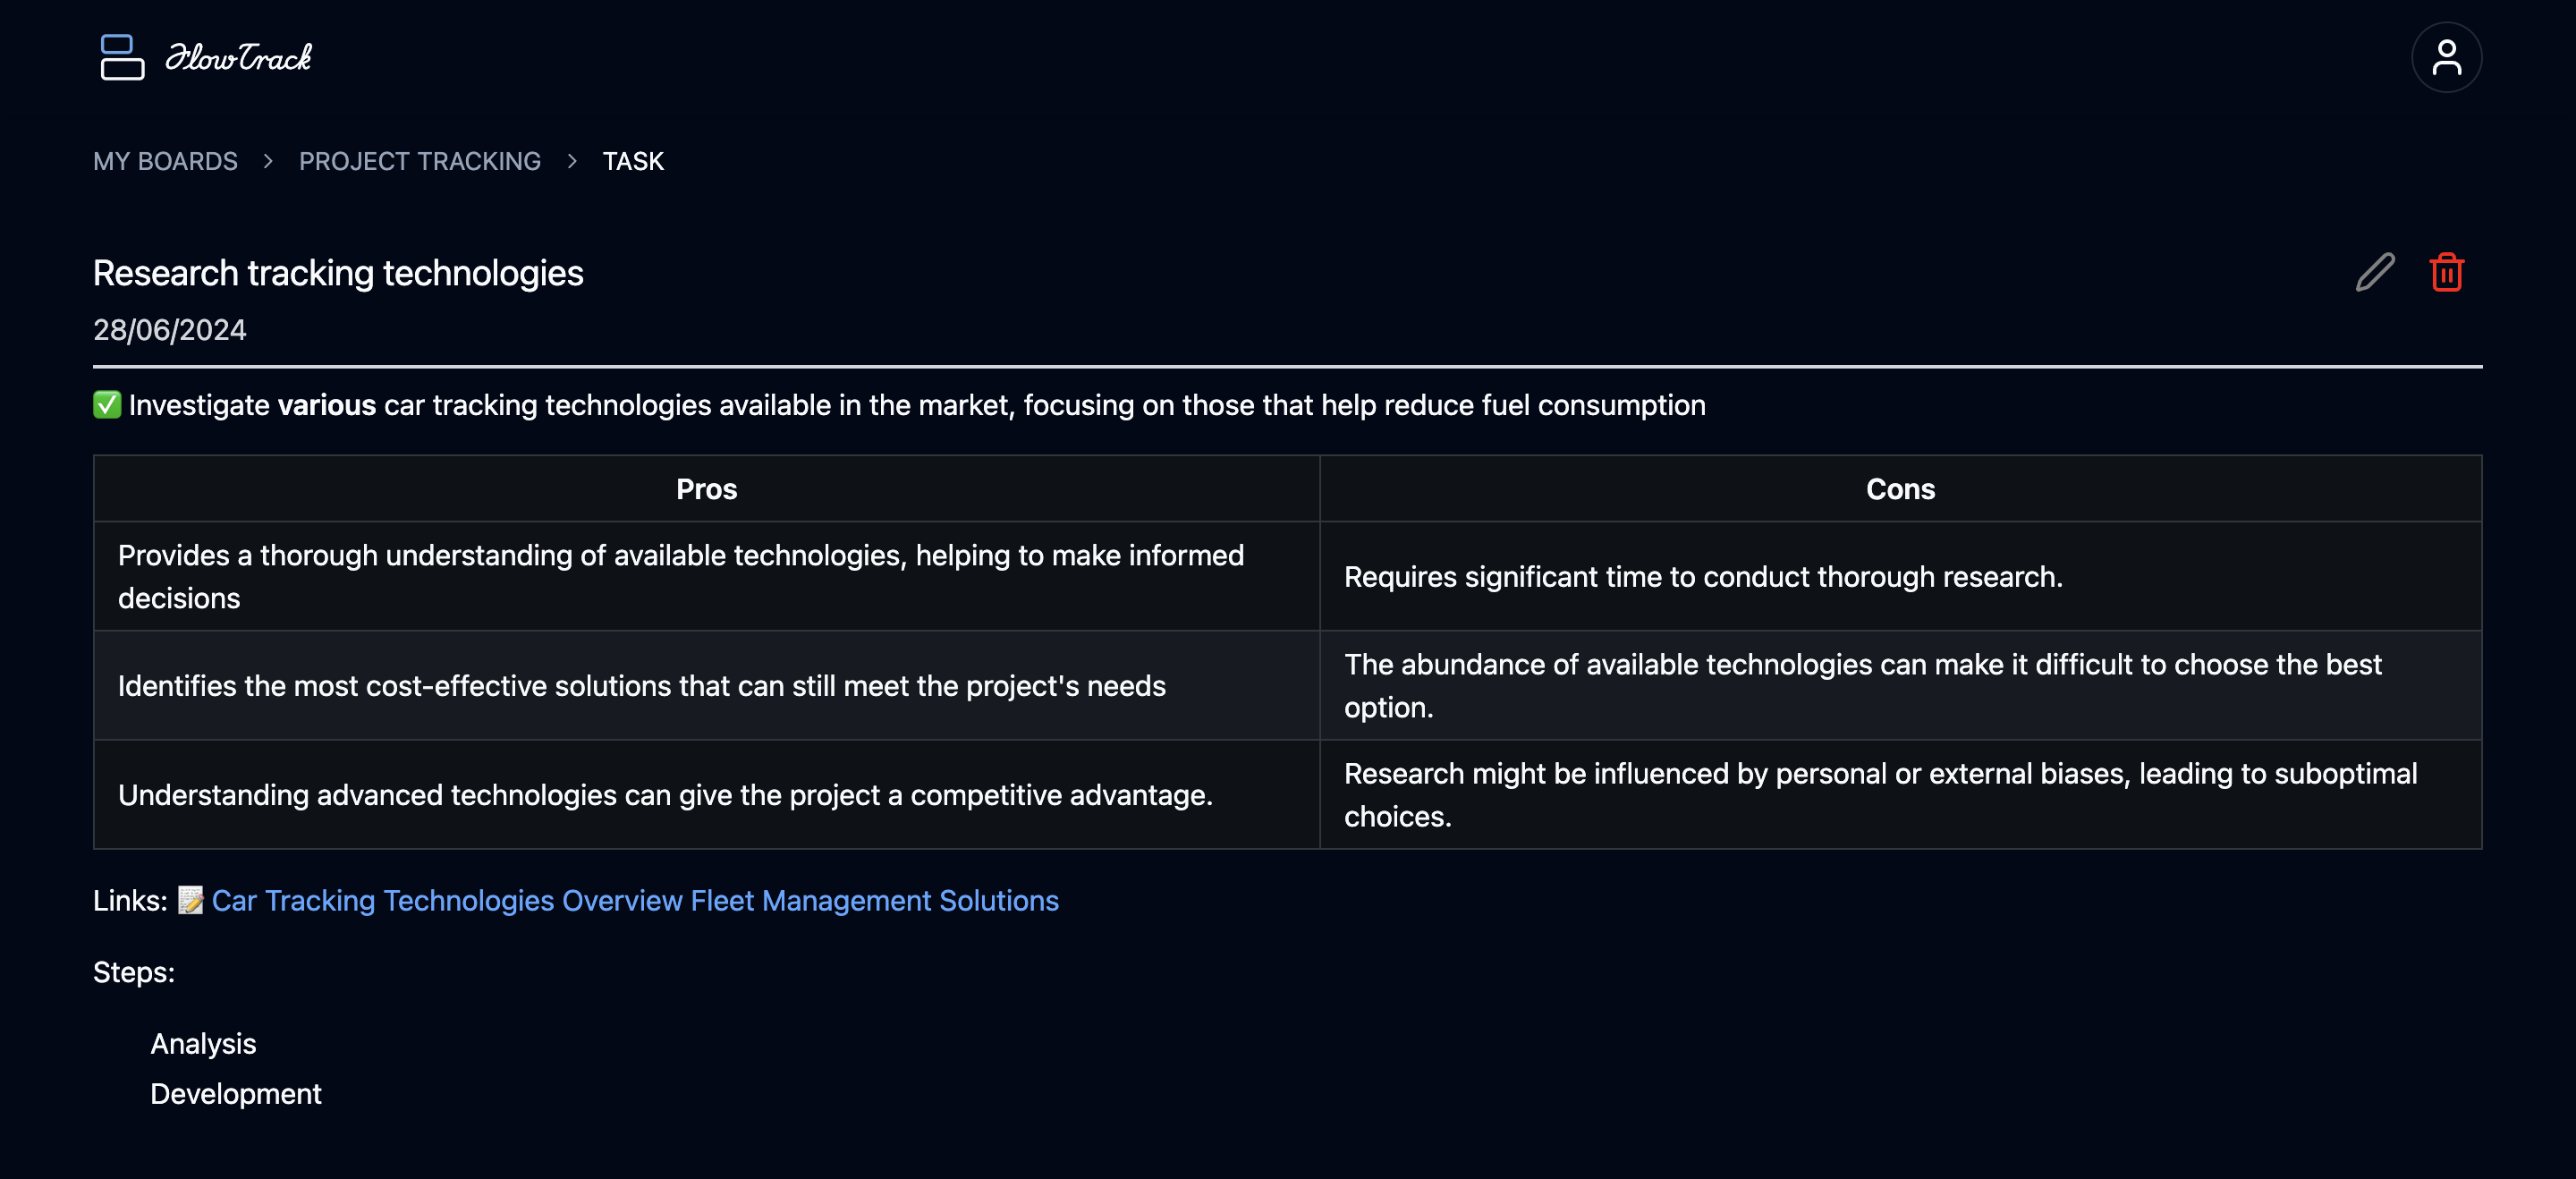 FlowTrack
MY BOARDS > PROJECT TRACKING > TASK
Research tracking technologies
28/06/2024
✅ Investigate various car tracking technologies available in the market, focusing on those that help reduce fuel consumption
Pros
Cons
Provides a thorough understanding of available technologies, helping to make informed
decisions
Requires significant time to conduct thorough research.
Identifies the most cost-effective solutions that can still meet the project's needs
The abundance of available technologies can make it difficult to choose the best
option.
Understanding advanced technologies can give the project a competitive advantage.
Research might be influenced by personal or external biases, leading to suboptimal
choices.
Links: 📝 Car Tracking Technologies Overview Fleet Management Solutions
Steps:
Analysis
Development